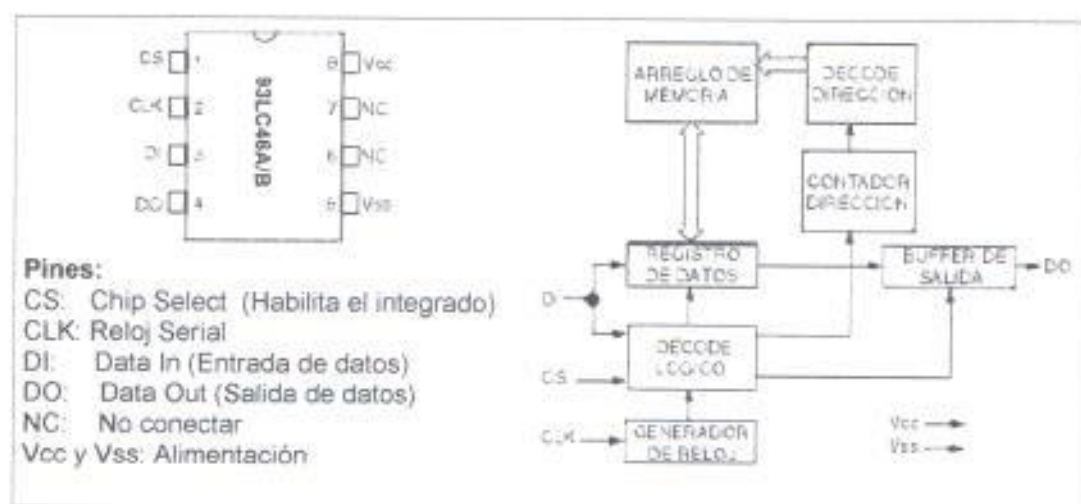 CS 1
8 Vcc
CLK 2
7 NC
DI 3
6 NC
DO 4
5 Vss
93LC46A/B
Pines:
CS: Chip Select (Habilita el integrado)
CLK: Reloj Serial
DI: Data In (Entrada de datos)
DO: Data Out (Salida de datos)
NC: No conectar
Vcc y Vss: Alimentación
ARREGLO DE
MEMORIA
DECODE
DIRECCION
CONTADOR
DIRECCION
REGISTRO
DE DATOS
BUFFER DE
SALIDA
DO
DI
DECODE
LOGICO
CS
CLK
GENERADOR
DE RELOJ
Vcc
Vss